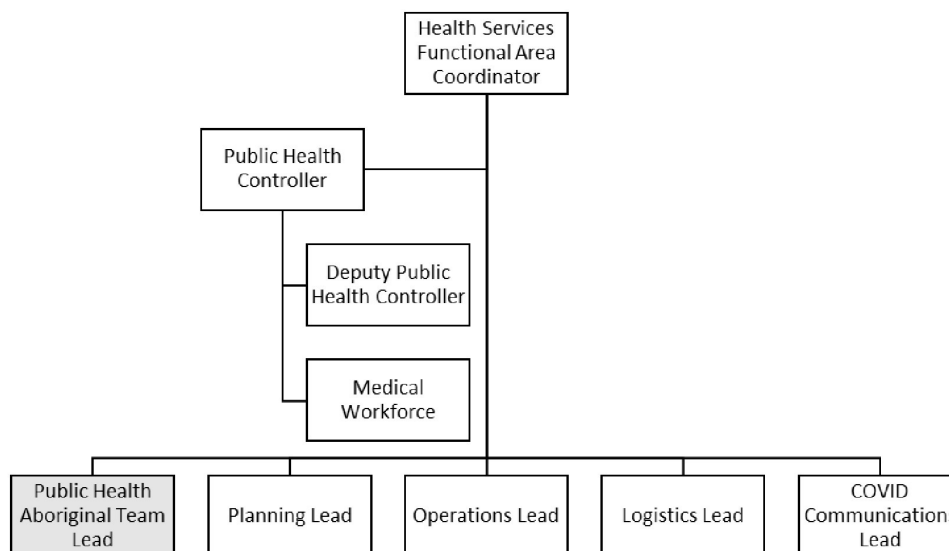 Health Services
Functional Area
Coordinator
Public Health
Controller
Deputy Public
Health Controller
Medical
Workforce
Public Health
Aboriginal Team
Lead
Planning Lead
Operations Lead
Logistics Lead
COVID
Communications
Lead